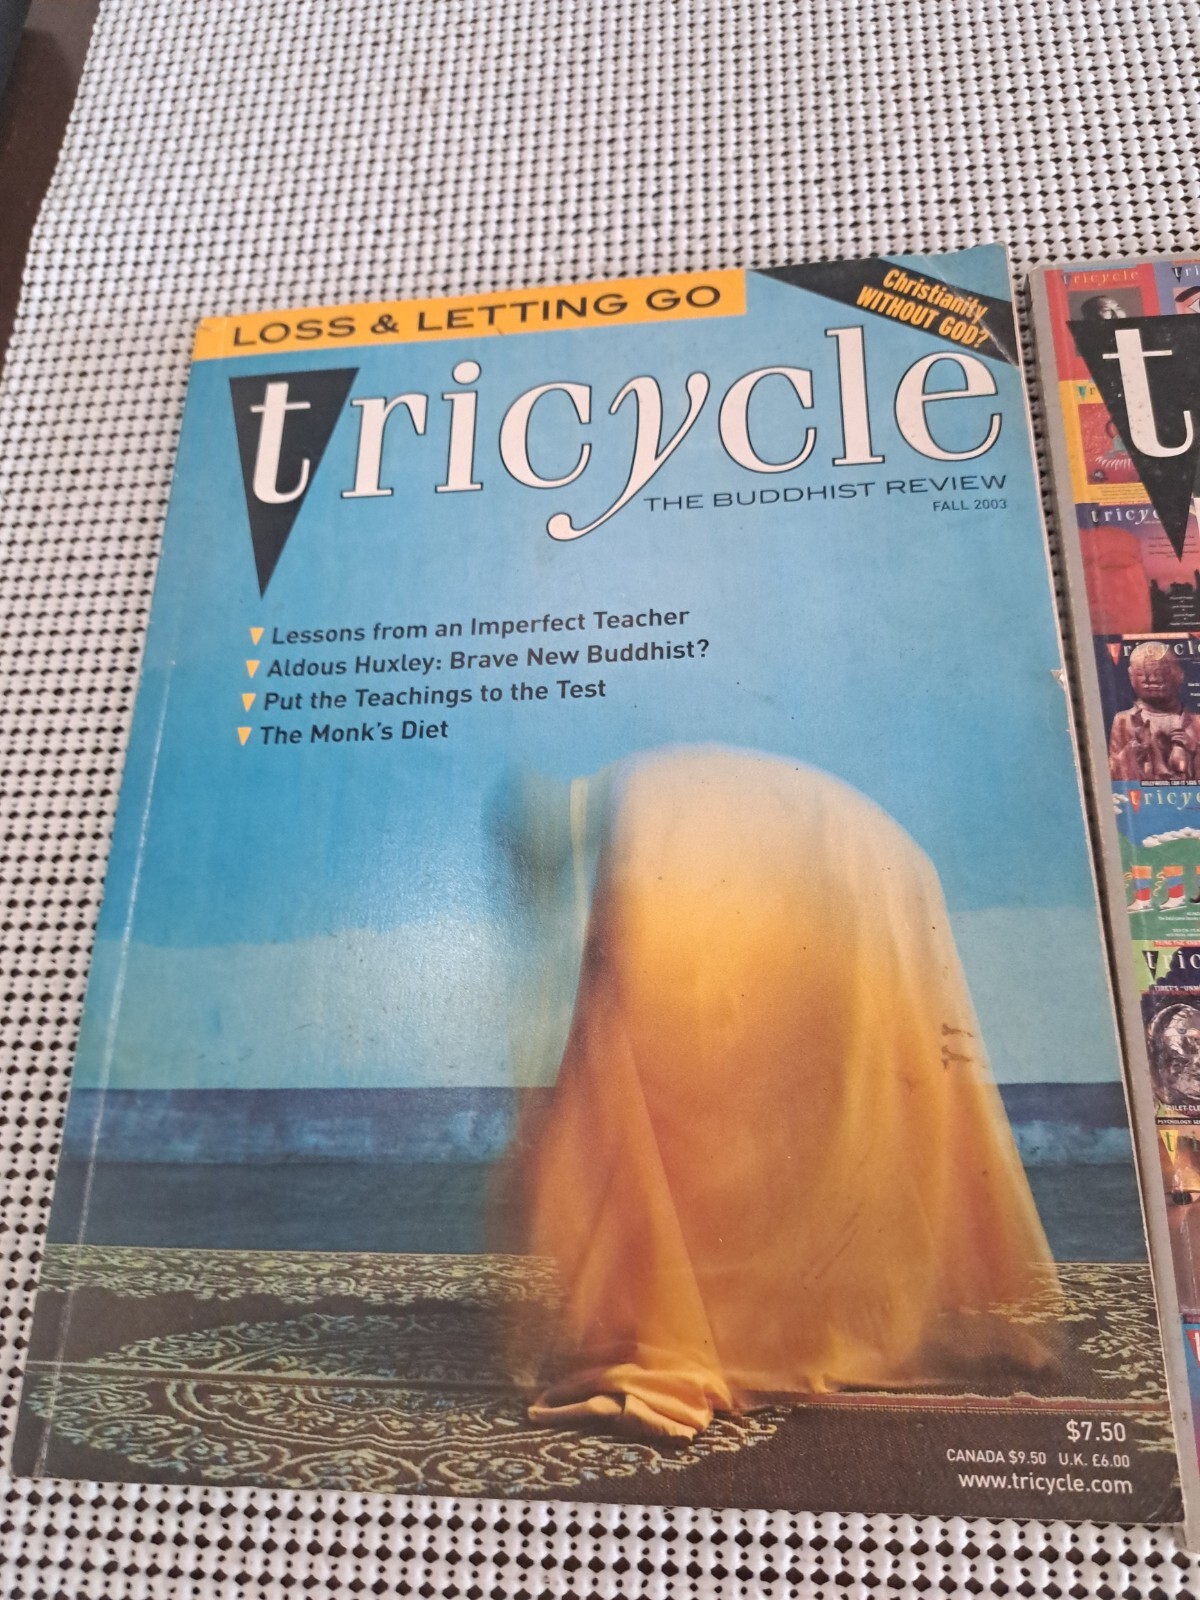 LOSS & LETTING GO
Christianity
WITHOUT GOD?
tricycle
THE BUDDHIST REVIEW
FALL 2003
Lessons from an Imperfect Teacher
Aldous Huxley: Brave New Buddhist?
Put the Teachings to the Test
The Monk's Diet
$7.50
CANADA $9.50 U.K. £6.00
www.tricycle.com
tricycle
t